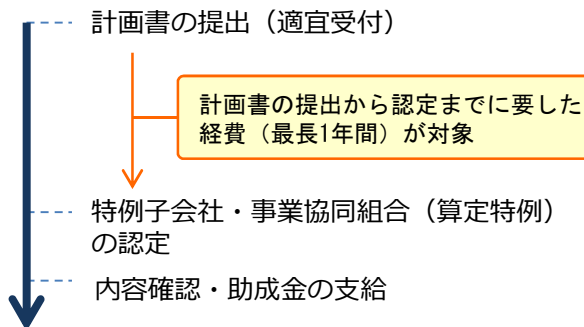 計画書の提出（適宜受付）
計画書の提出から認定までに要した
経費（最長1年間）が対象
特例子会社・事業協同組合（算定特例）
の認定
内容確認・助成金の支給